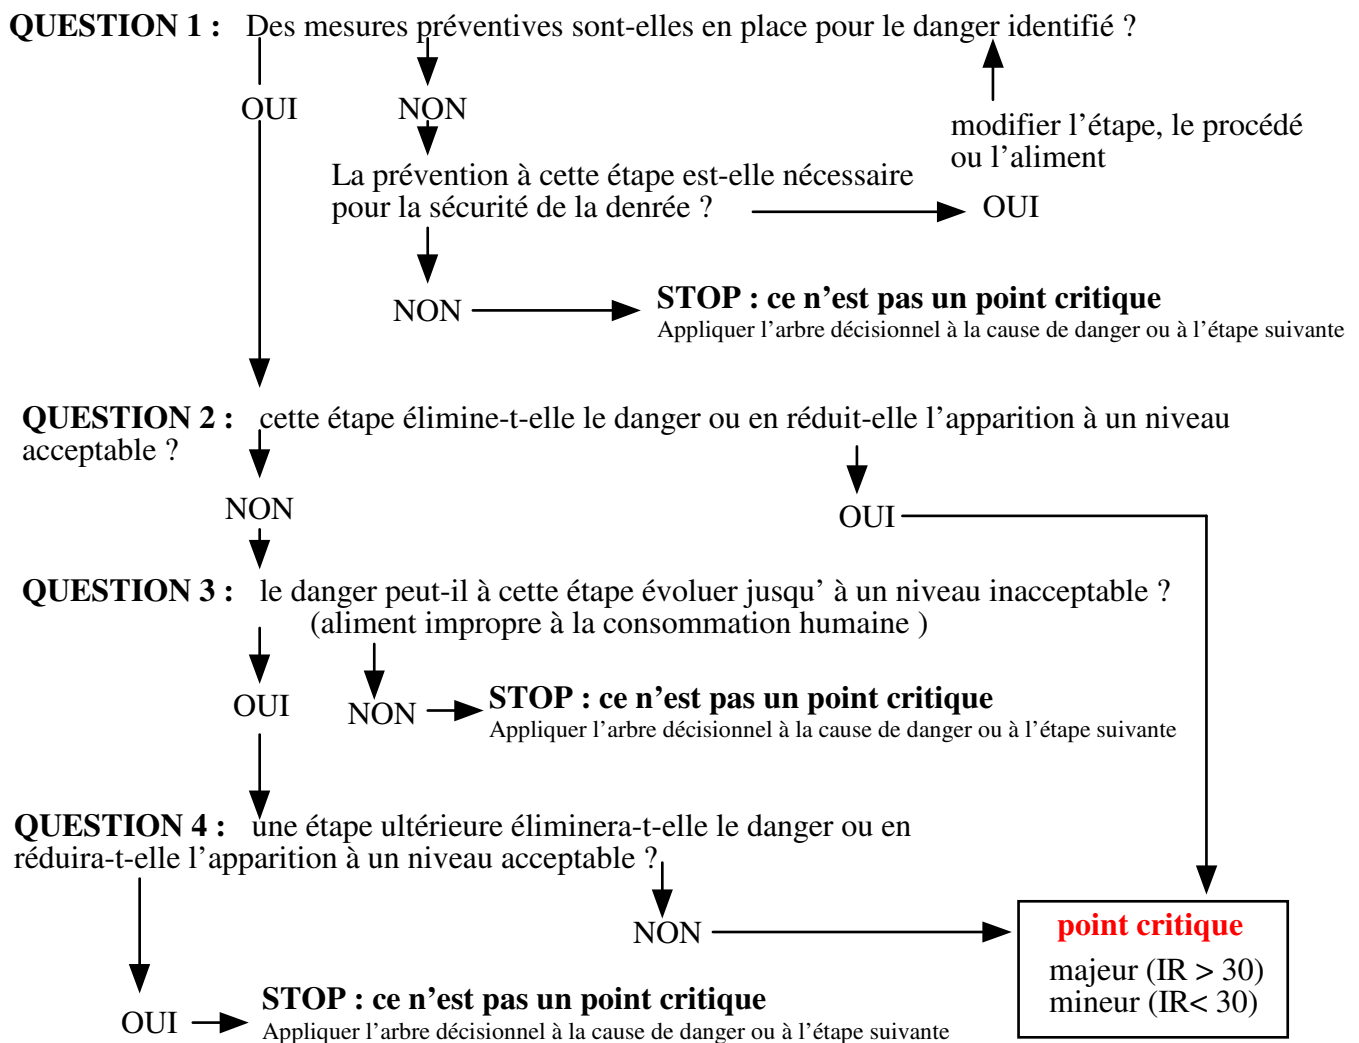 QUESTION 1 : Des mesures préventives sont-elles en place pour le danger identifié ?
OUI
NON
modifier l’étape, le procédé
ou l’aliment
La prévention à cette étape est-elle nécessaire
pour la sécurité de la denrée ?
OUI
NON
STOP : ce n’est pas un point critique
Appliquer l’arbre décisionnel à la cause de danger ou à l’étape suivante
QUESTION 2 : cette étape élimine-t-elle le danger ou en réduit-elle l’apparition à un niveau
acceptable ?
NON
OUI
QUESTION 3 : le danger peut-il à cette étape évoluer jusqu’ à un niveau inacceptable ?
(aliment impropre à la consommation humaine )
OUI
NON
STOP : ce n’est pas un point critique
Appliquer l’arbre décisionnel à la cause de danger ou à l’étape suivante
QUESTION 4 : une étape ultérieure éliminera-t-elle le danger ou en
réduira-t-elle l’apparition à un niveau acceptable ?
NON
point critique
majeur (IR > 30)
mineur (IR< 30)
OUI
STOP : ce n’est pas un point critique
Appliquer l’arbre décisionnel à la cause de danger ou à l’étape suivante